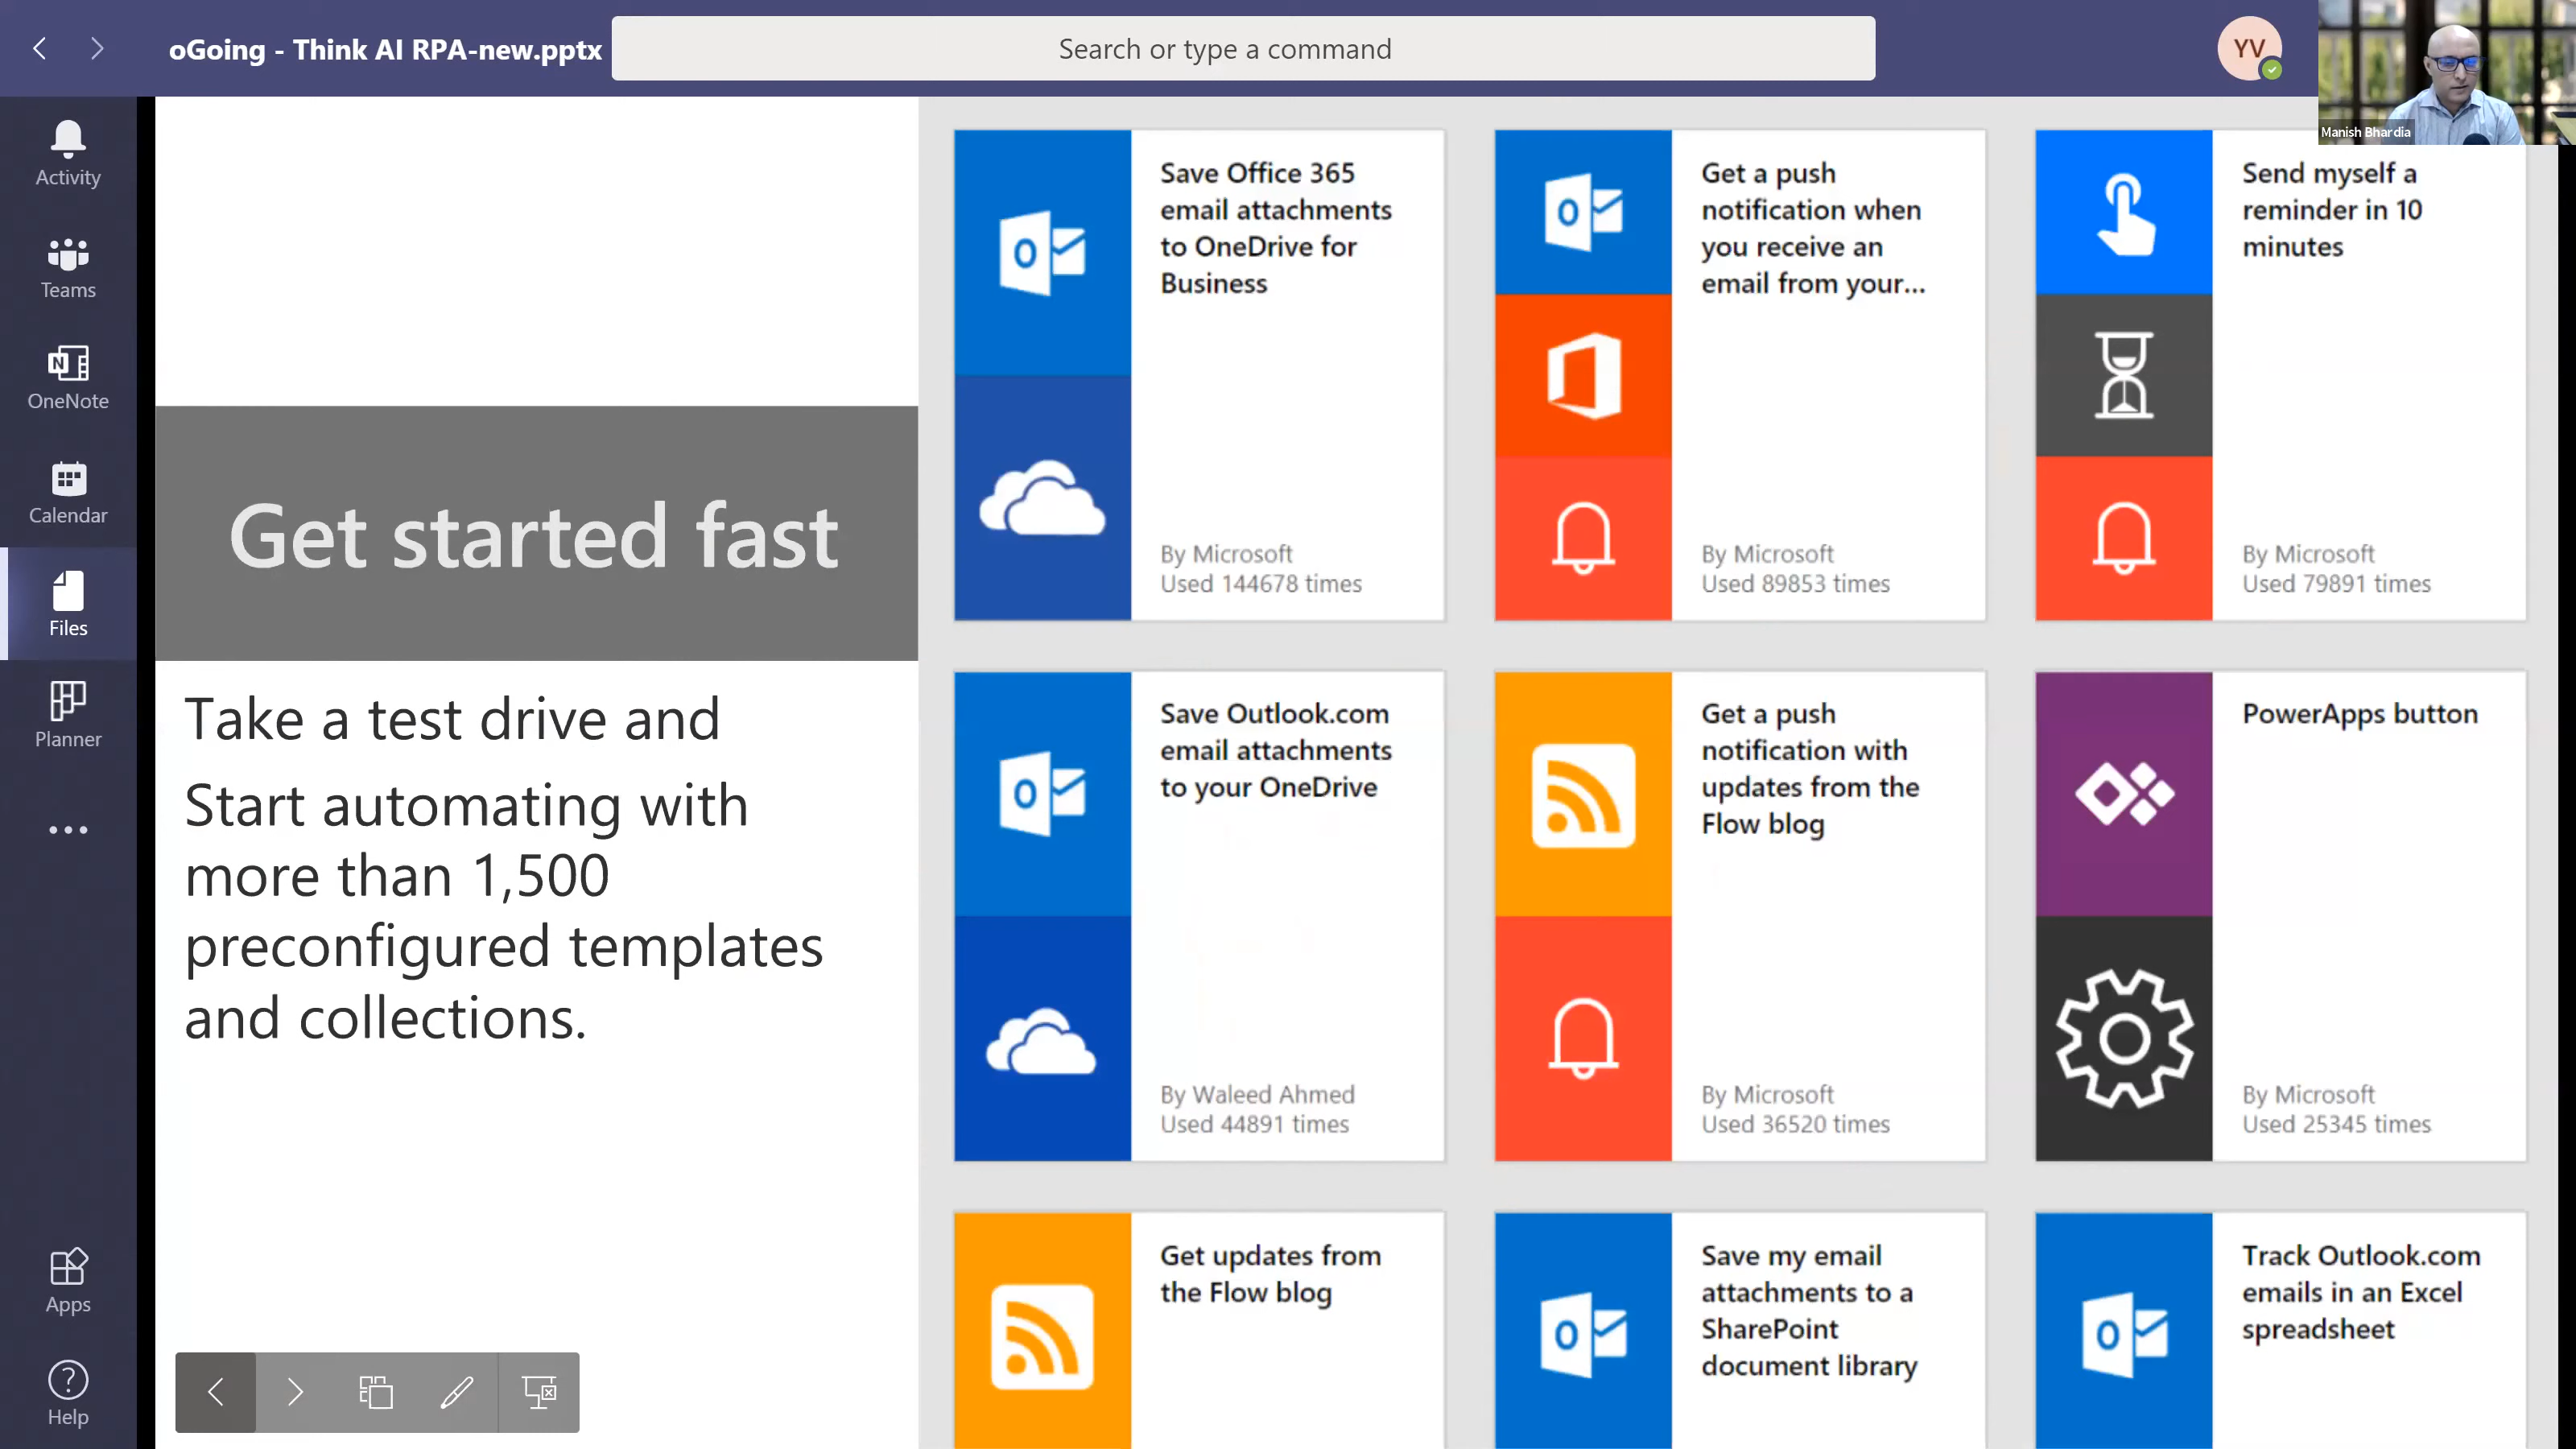 oGoing - Think AI RPA-new.pptx
Search or type a command
YV
Manish Bhardia
Activity
Teams
N
OneNote
Calendar
Files
Planner
Apps
?
Help
Get started fast
Take a test drive and
Start automating with
more than 1,500
preconfigured templates
and collections.
o
Save Office 365
email attachments
to OneDrive for
Business
By Microsoft
Used 144678 times
o
Get a push
notification when
you receive an
email from your...
By Microsoft
Used 89853 times
Send myself a
reminder in 10
minutes
By Microsoft
Used 79891 times
o
Save Outlook.com
email attachments
to your OneDrive
By Waleed Ahmed
Used 44891 times
Get a push
notification with
updates from the
Flow blog
By Microsoft
Used 36520 times
PowerApps button
By Microsoft
Used 25345 times
Get updates from
the Flow blog
o
Save my email
attachments to a
SharePoint
document library
o
Track Outlook.com
emails in an Excel
spreadsheet